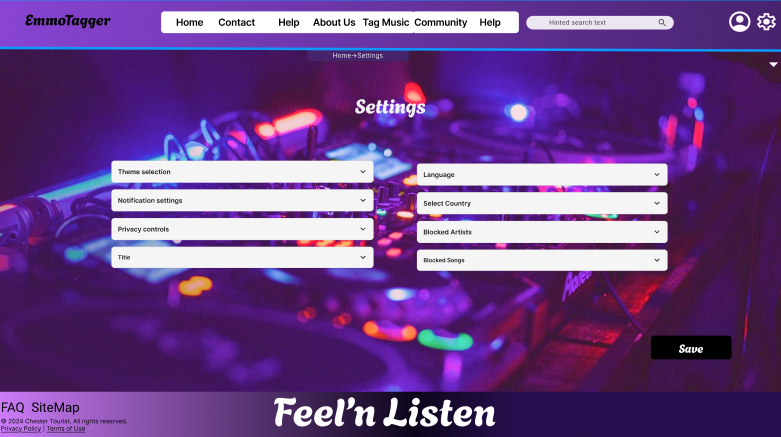 EmmoTagger
Home Contact Help About Us Tag Music Community Help
Hinted search text
Home→Settings
Settings
Theme selection
Notification settings
Privacy controls
Title
Language
Select Country
Blocked Artists
Blocked Songs
Save
FAQ SiteMap
© 2024 Chester Tourist. All rights reserved.
Privacy Policy | Terms of Use
Feel'n Listen